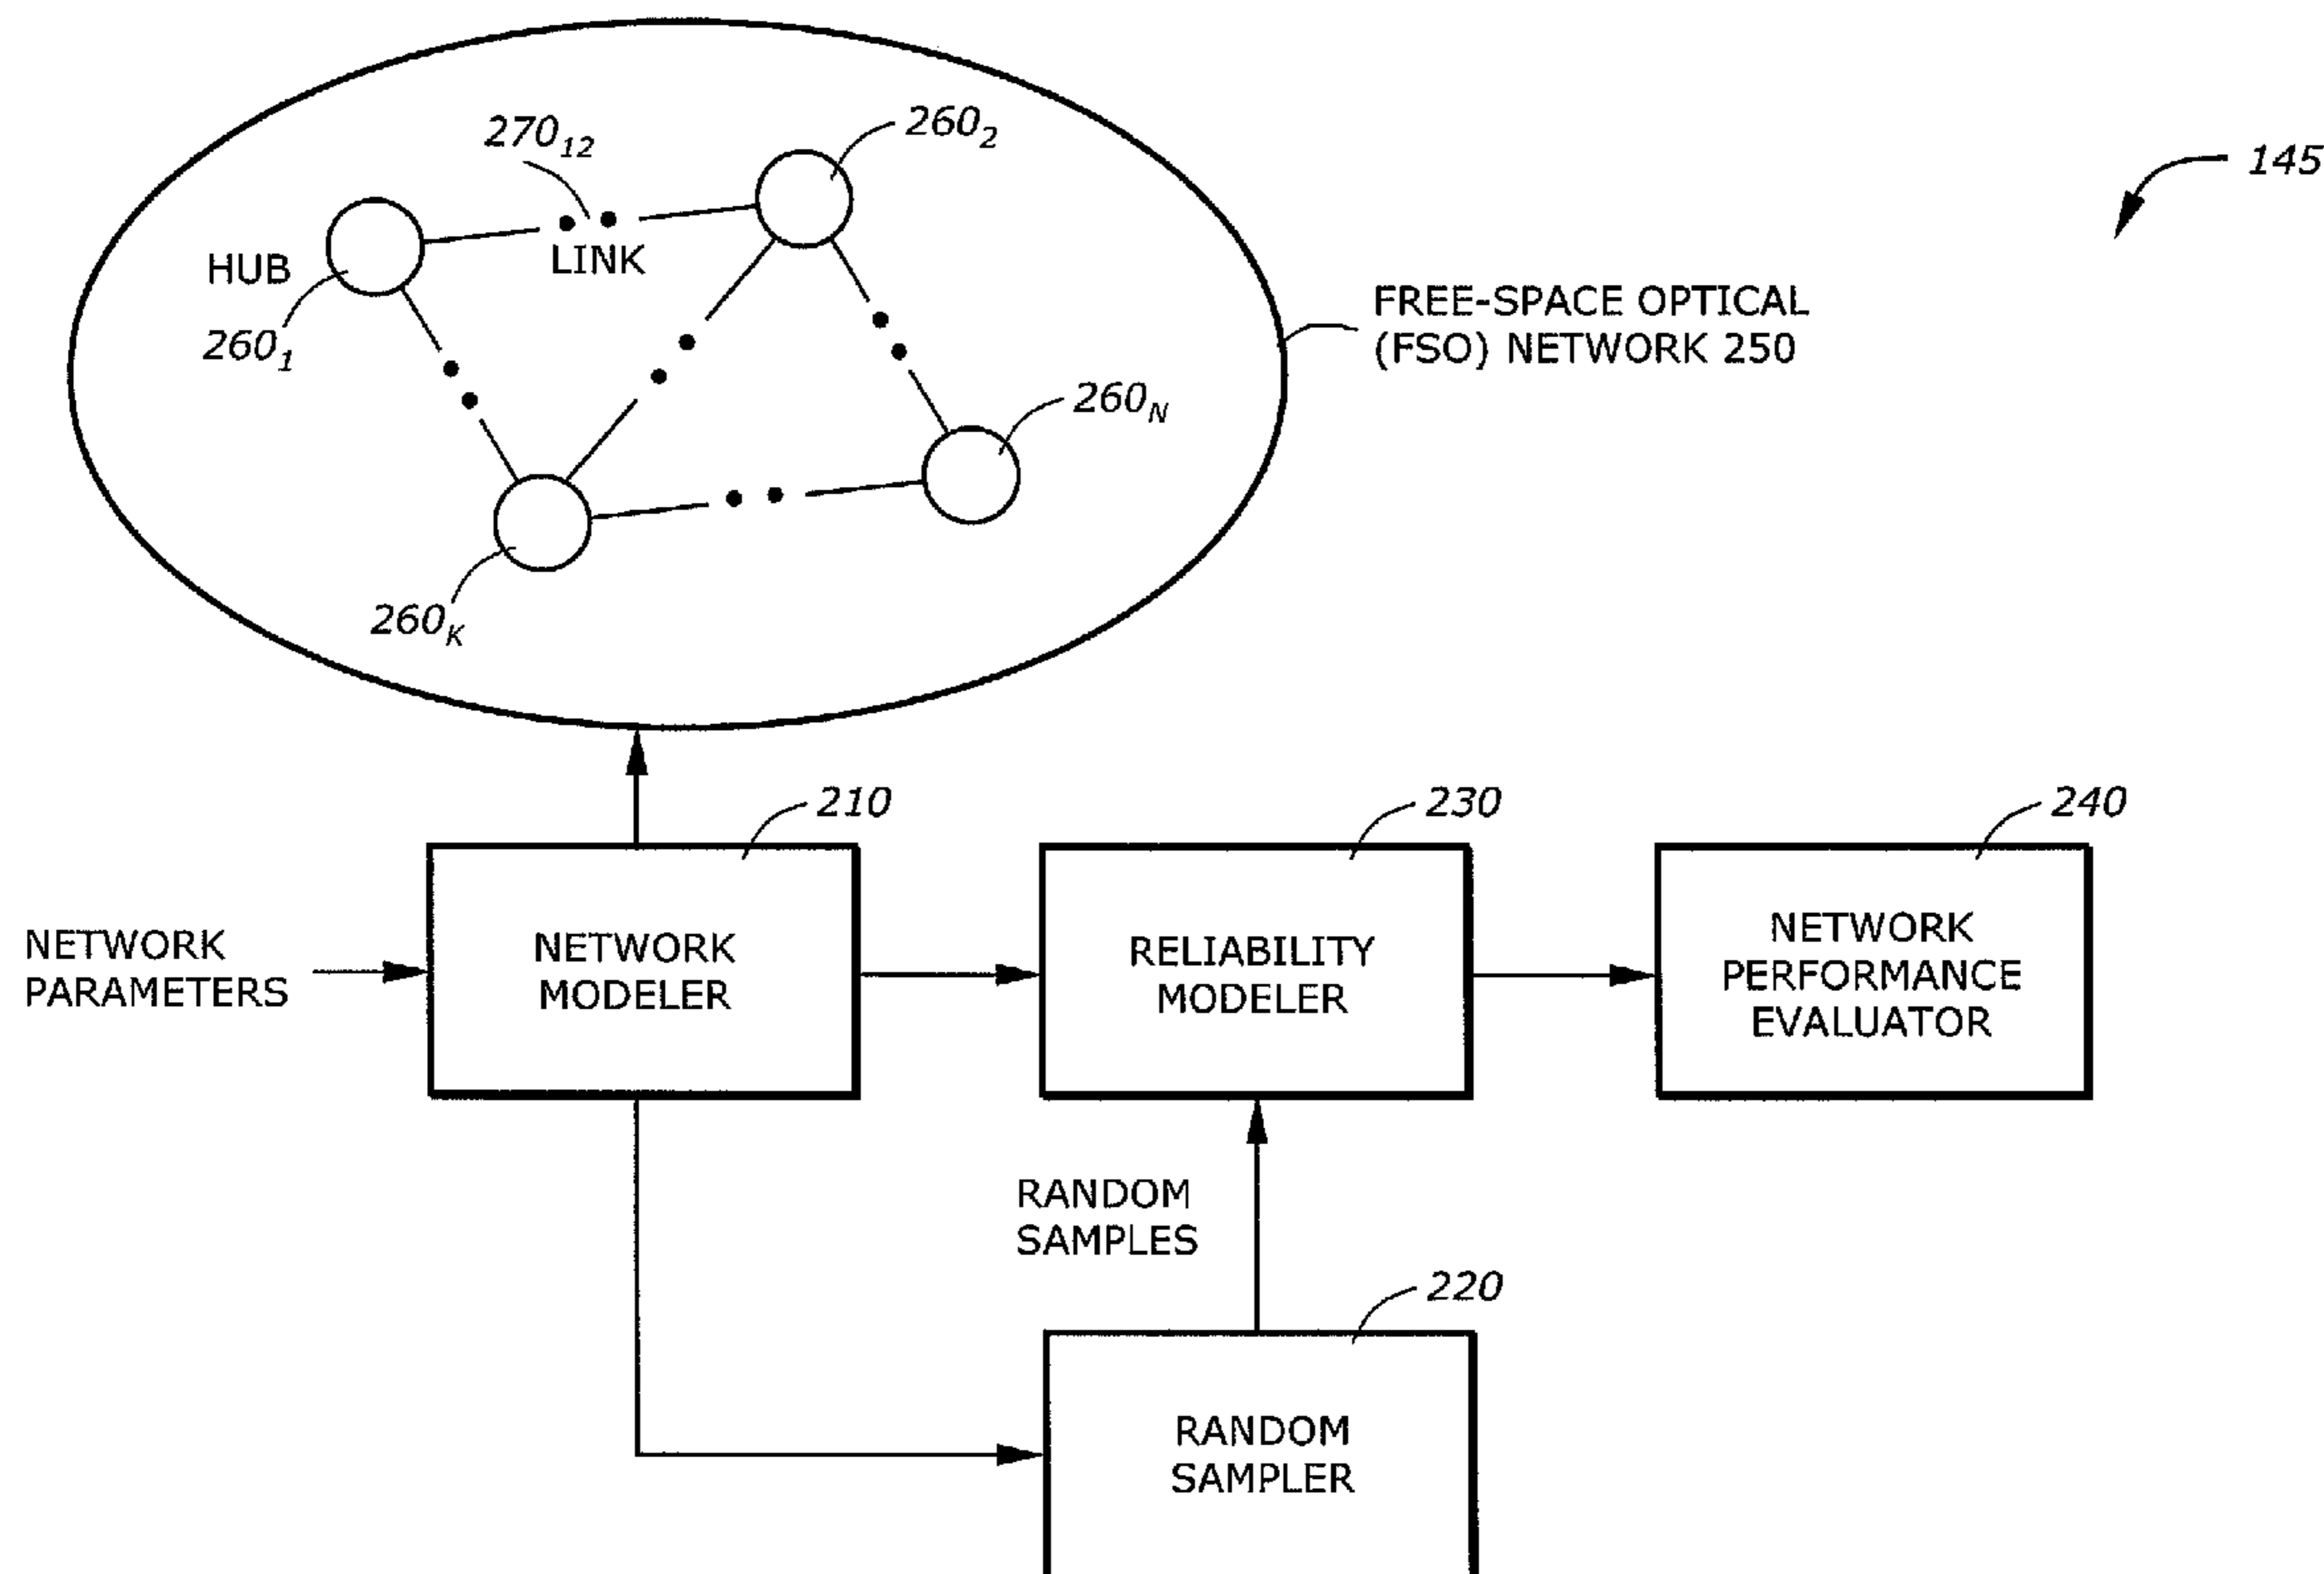 270₁₂
260₂
145
HUB
LINK
260₁
FREE-SPACE OPTICAL
(FSO) NETWORK 250
260ₙ
260ₖ
210
230
240
NETWORK
PARAMETERS
NETWORK
MODELER
RELIABILITY
MODELER
NETWORK
PERFORMANCE
EVALUATOR
RANDOM
SAMPLES
220
RANDOM
SAMPLER